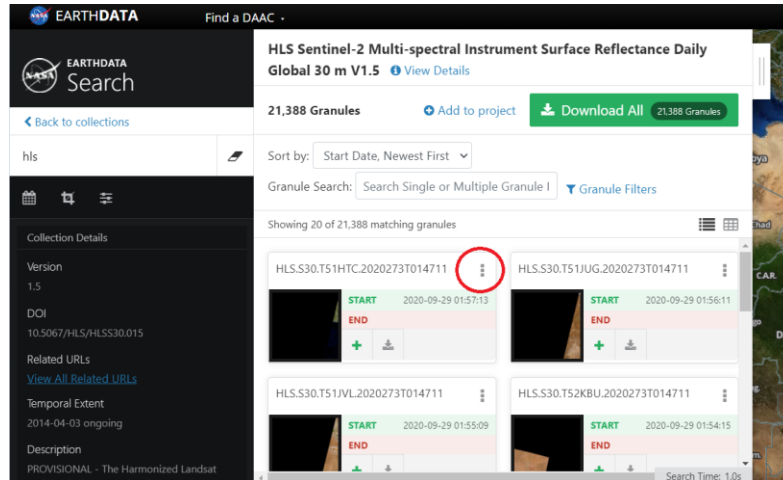 EARTHDATA Find a DAAC
EARTHDATA
Search
Back to collections
hls
Collection Details
Version
1.5
DOI
10.5067/HLS/HLSS30.015
Related URLs
View All Related URLs
Temporal Extent
2014-04-03 ongoing
Description
PROVISIONAL - The Harmonized Landsat
HLS Sentinel-2 Multi-spectral Instrument Surface Reflectance Daily
Global 30 m V1.5 View Details
21,388 Granules Add to project Download All 21,388 Granules
Sort by: Start Date, Newest First
Granule Search: Search Single or Multiple Granule I Granule Filters
Showing 20 of 21,388 matching granules
HLS.S30.T51HTC.2020273T014711
START 2020-09-29 01:57:13
END
HLS.S30.T51JUG.2020273T014711
START 2020-09-29 01:56:11
END
HLS.S30.T51JVL.2020273T014711
START 2020-09-29 01:55:09
END
HLS.S30.T52KBU.2020273T014711
START 2020-09-29 01:54:15
END
Search Time: 1.0s
Chad
CAR